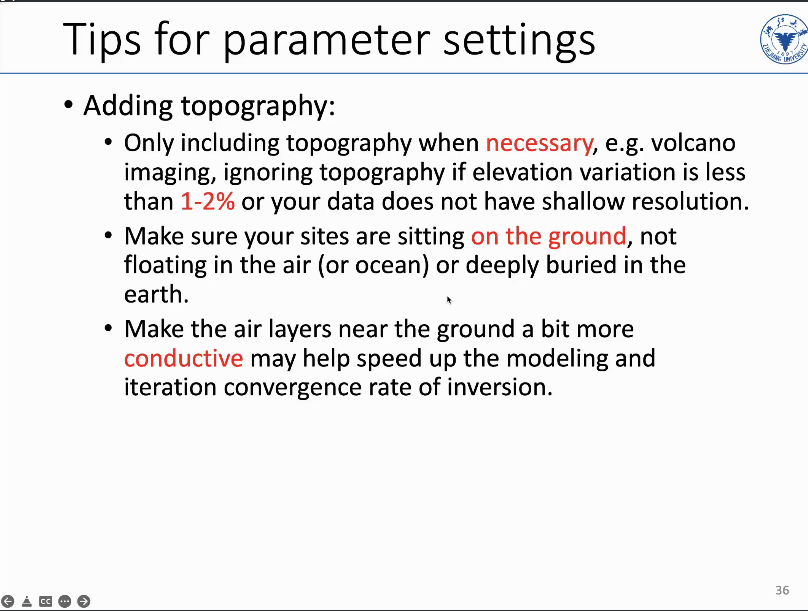 Tips for parameter settings
• Adding topography:
• Only including topography when necessary, e.g. volcano
imaging, ignoring topography if elevation variation is less
than 1-2% or your data does not have shallow resolution.
• Make sure your sites are sitting on the ground, not
floating in the air (or ocean) or deeply buried in the
earth.
• Make the air layers near the ground a bit more
conductive may help speed up the modeling and
iteration convergence rate of inversion.
36
CC